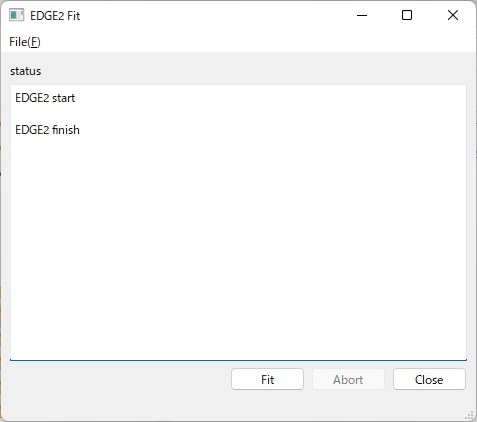 EDGE2 Fit
File(F)
status
EDGE2 start
EDGE2 finish
Fit
Abort
Close